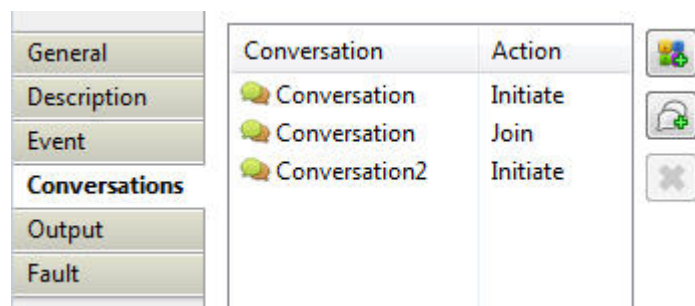 General
Description
Event
Conversations
Output
Fault
Conversation Action
Conversation Initiate
Conversation Join
Conversation2 Initiate